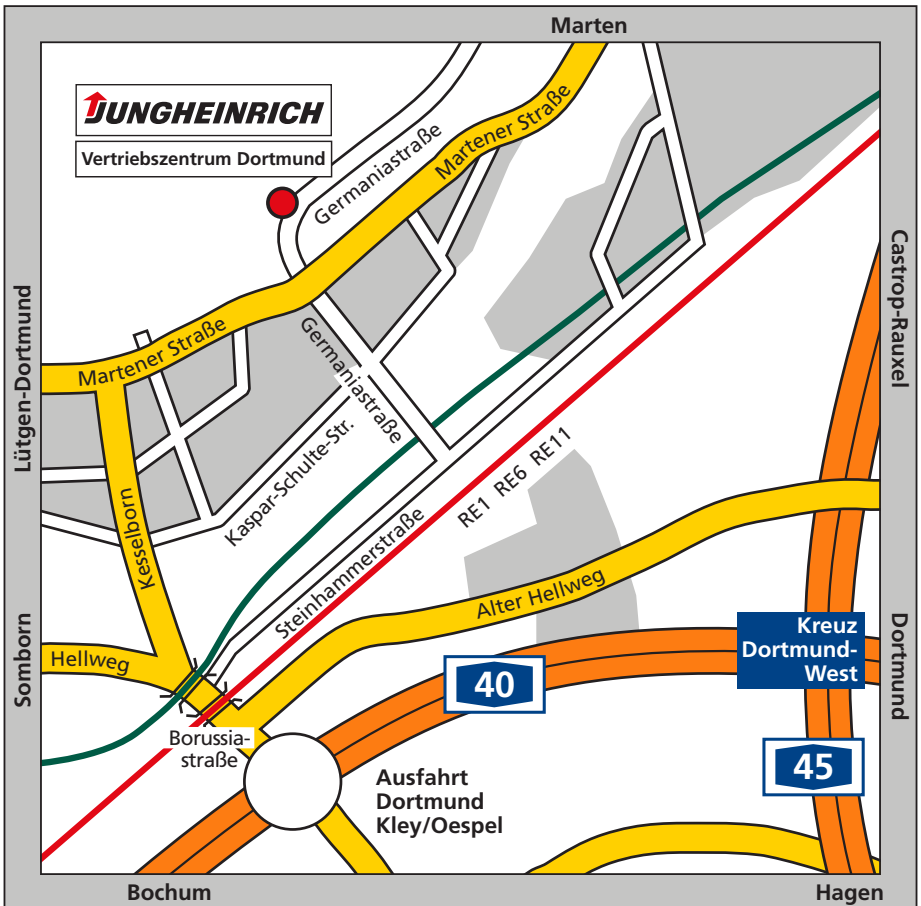 Marten
JUNGHEINRICH
Vertriebszentrum Dortmund
Germaniastraße
Martener Straße
Castrop-Rauxel
Lütgen-Dortmund
Martener Straße
Germaniastraße
Kaspar-Schulte-Str.
RE1 RE6 RE11
Kesselborn
Steinhammerstraße
Alter Hellweg
Somborn
Hellweg
Kreuz
Dortmund-
West
Dortmund
40
Borussia-
straße
45
Ausfahrt
Dortmund
Kley/Oespel
Bochum
Hagen